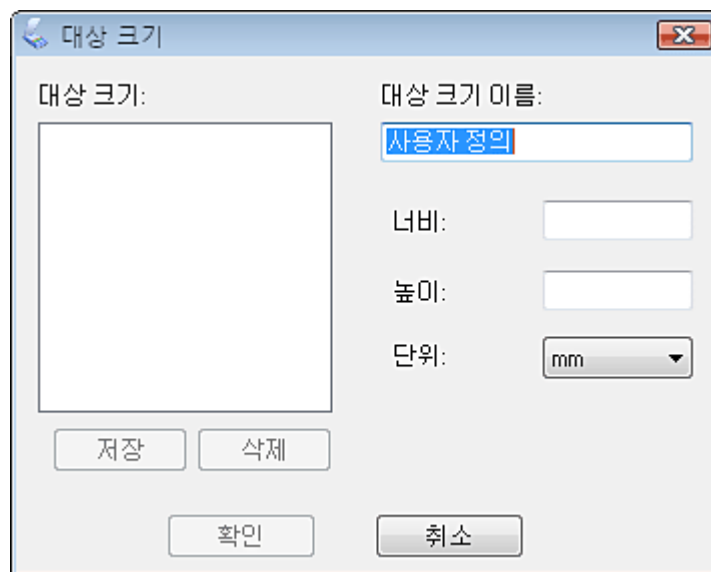 대상 크기
대상 크기:
대상 크기 이름:
사용자 정의
너비:
높이:
단위:
mm
저장
삭제
확인
취소